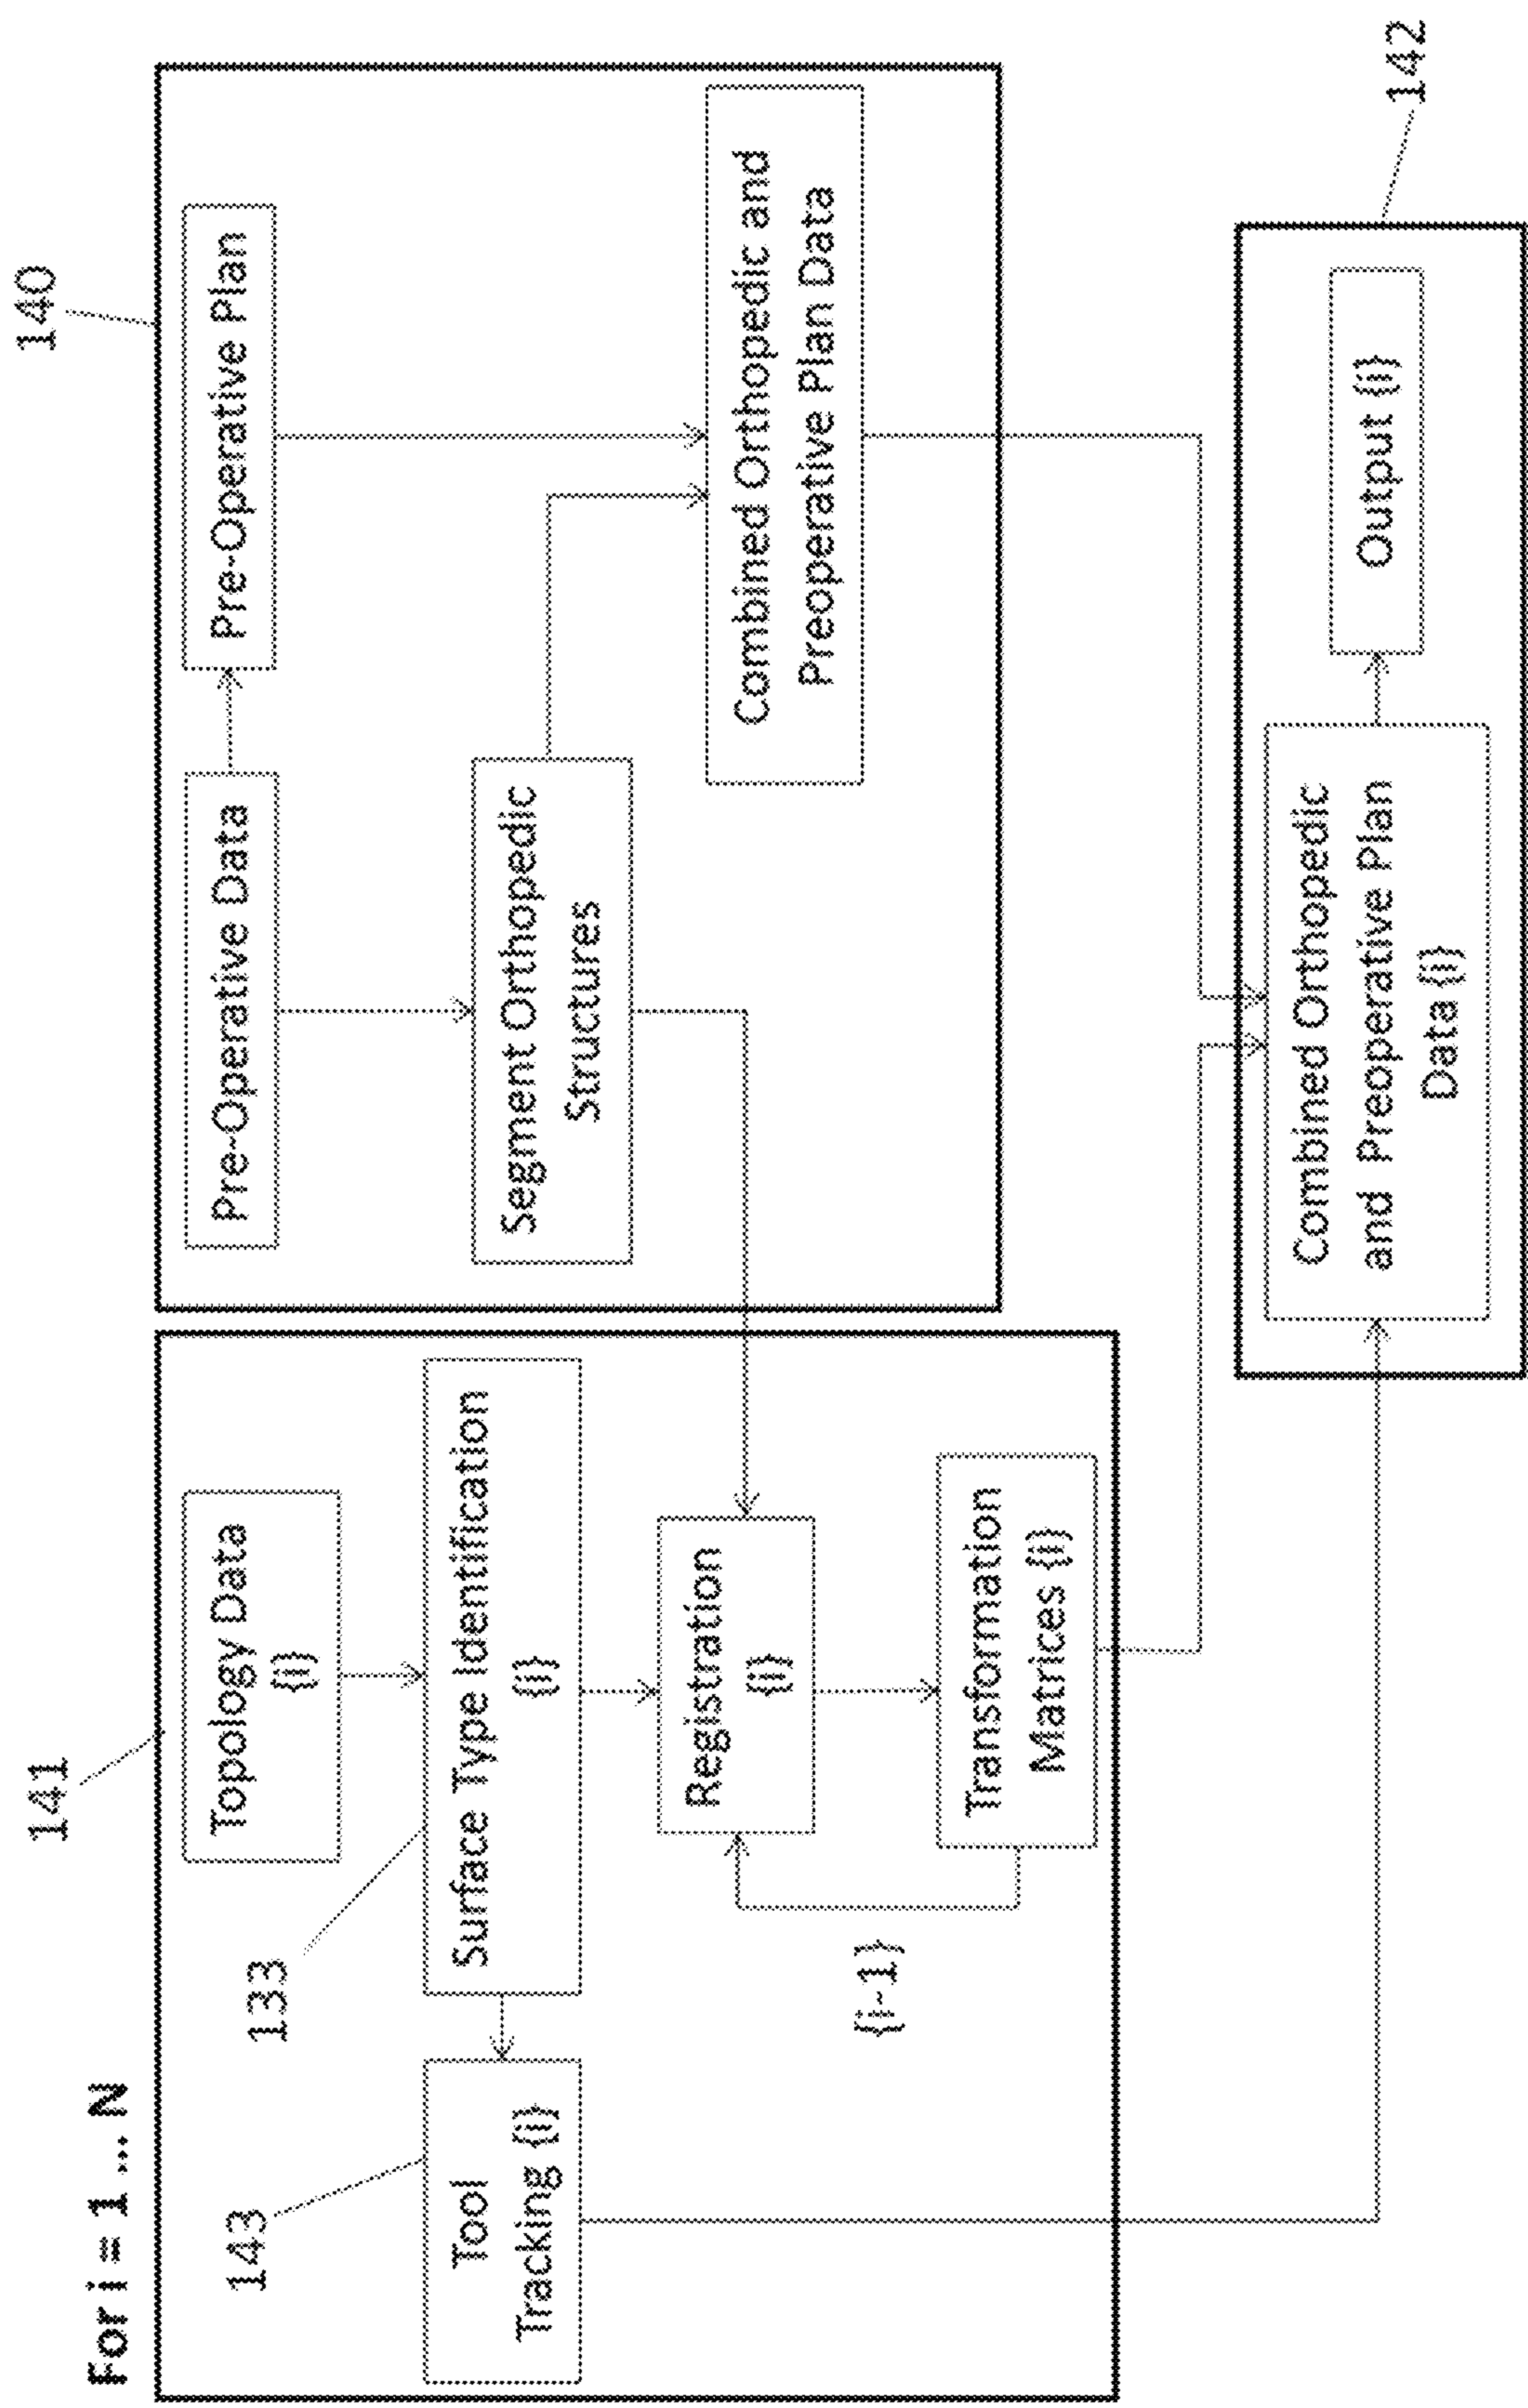 For i = 1 ... N
141
140
Topology Data
{i}
133
Surface Type Identification
{i}
143
Tool
Tracking {i}
Registration
{i}
{i-1}
Transformation
Matrices {i}
Pre-Operative Data
Pre-Operative Plan
Segment Orthopedic
Structures
Combined Orthopedic and
Preoperative Plan Data
Combined Orthopedic
and Preoperative Plan
Data {i}
Output {i}
142